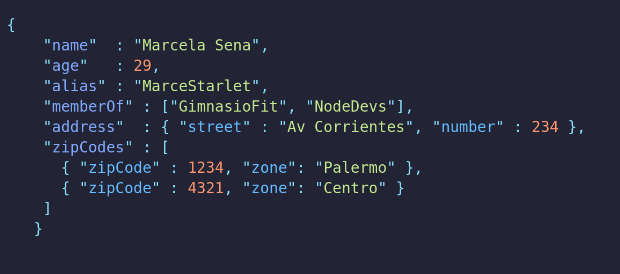 {
    "name"  : "Marcela Sena",
    "age"   : 29,
    "alias" : "MarceStarlet",
    "memberOf" : ["GimnasioFit", "NodeDevs"],
    "address"  : { "street" : "Av Corrientes", "number" : 234 },
    "zipCodes" : [
      { "zipCode" : 1234, "zone": "Palermo" },
      { "zipCode" : 4321, "zone": "Centro" }
    ]
   }